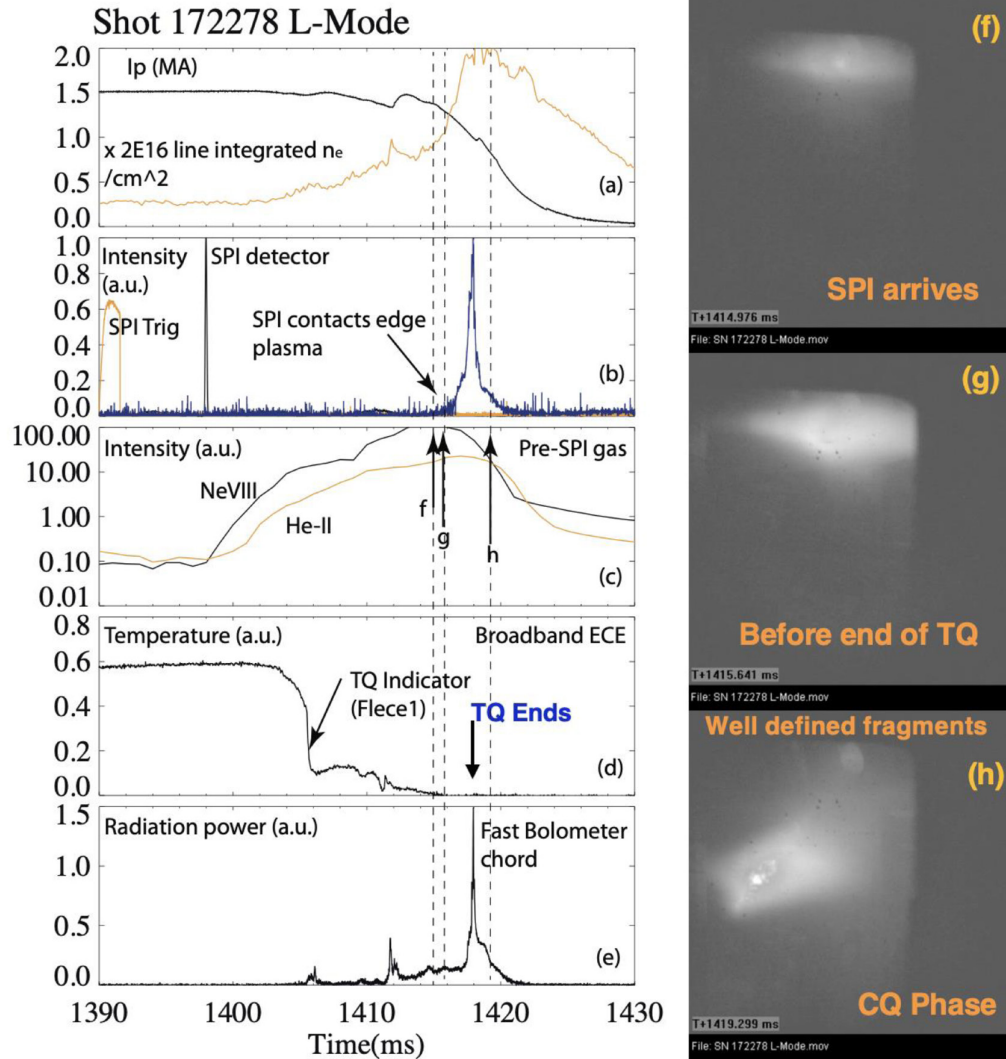 Shot 172278 L-Mode
2.0
1.5
1.0
0.5
0.0
Ip (MA)
x 2E16 line integrated ne
/cm^2
(a)
1.0
0.8
0.6
0.4
0.2
0.0
Intensity
(a.u.)
SPI Trig
SPI detector
SPI contacts edge
plasma
(b)
100.00
10.00
1.00
0.10
0.01
Intensity (a.u.)
Pre-SPI gas
NeVIII
He-II
f
g
h
(c)
0.8
0.6
0.4
0.2
0.0
Temperature (a.u.)
Broadband ECE
TQ Indicator
(Flece1)
TQ Ends
(d)
1.5
1.0
0.5
0.0
Radiation power (a.u.)
Fast Bolometer
chord
(e)
1390 1400 1410 1420 1430
Time(ms)
(f)
SPI arrives
T+1414.976 ms
File: SN 172278 L-Mode.mov
(g)
Before end of TQ
T+1415.641 ms
File: SN 172278 L-Mode.mov
Well defined fragments
(h)
CQ Phase
T+1419.299 ms
File: SN 172278 L-Mode.mov